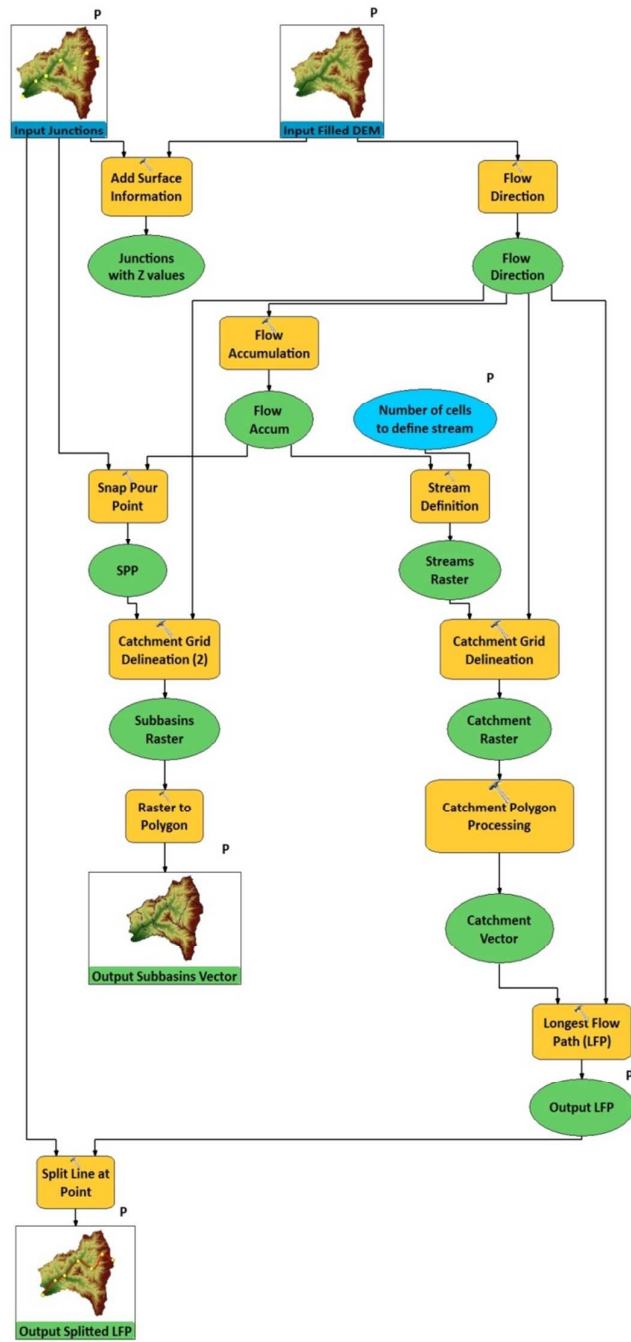 P
P
Input Junctions
Input Filled DEM
Add Surface
Information
Flow
Direction
Junctions
with Z values
Flow
Direction
Flow
Accumulation
P
Flow
Accum
Number of cells
to define stream
Snap Pour
Point
Stream
Definition
SPP
Streams
Raster
Catchment Grid
Delineation (2)
Catchment Grid
Delineation
Subbasins
Raster
Catchment
Raster
Raster to
Polygon
Catchment Polygon
Processing
P
Output Subbasins Vector
Catchment
Vector
Longest Flow
Path (LFP)
P
Output LFP
Split Line at
Point
P
Output Splitted LFP